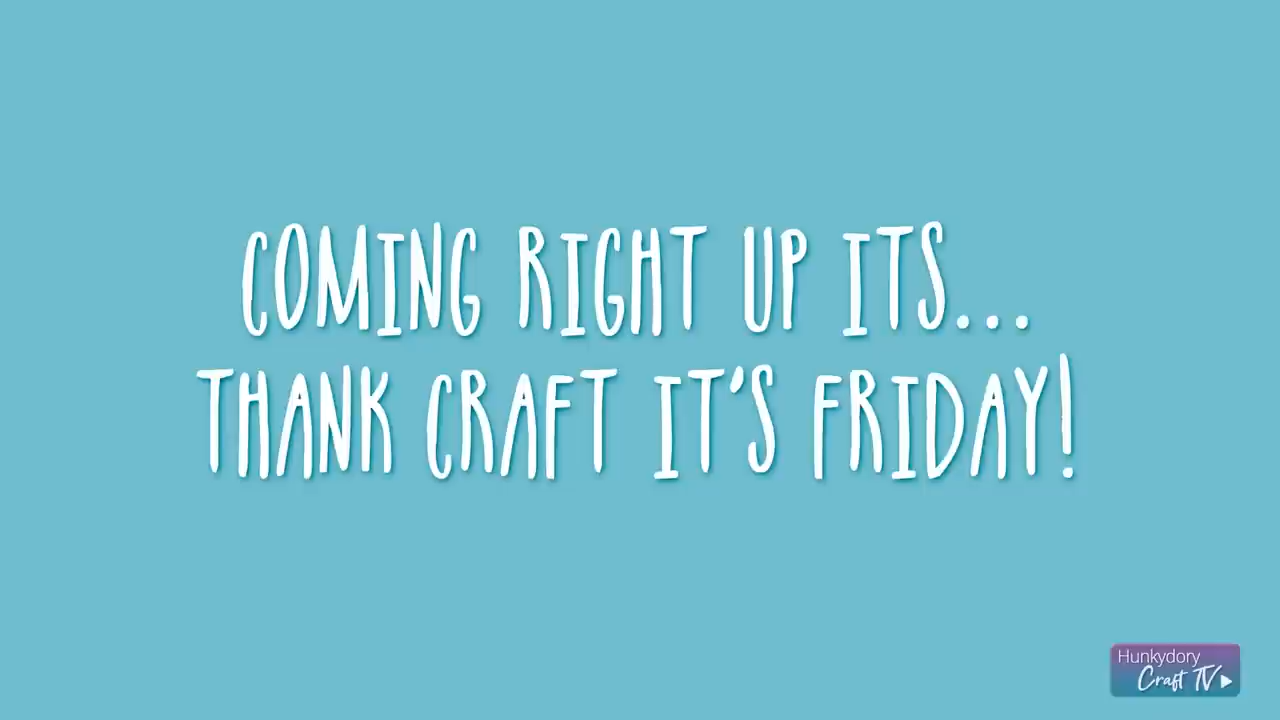 COMING RIGHT UP ITS...
THANK CRAFT IT'S FRIDAY!
Hunkydory
Craft TV